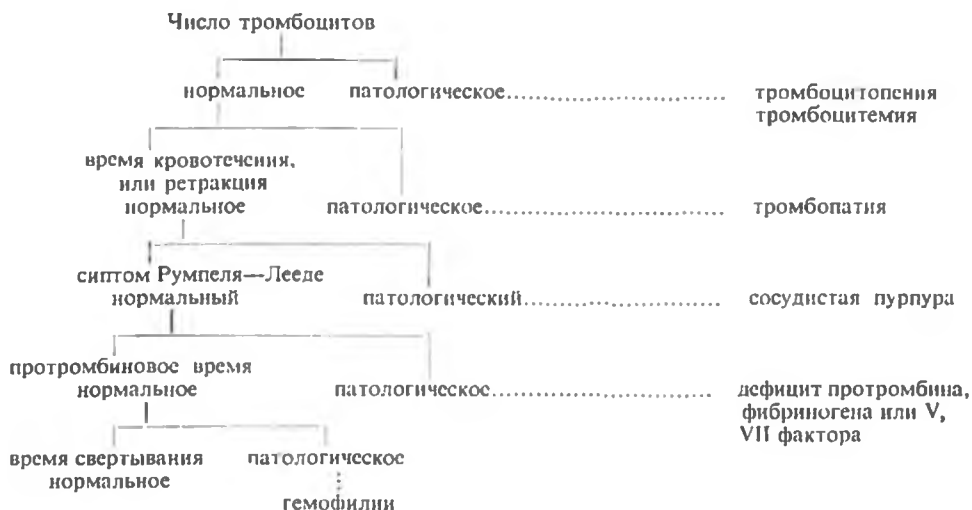 Число тромбоцитов
нормальное патологическое........................... тромбоцитопения
тромбоцитемия
время кровотечения,
или ретракция
нормальное патологическое........................... тромбопатия
сиптом Румпеля—Лееде
нормальный патологический........................... сосудистая пурпура
протромбиновое время
нормальное патологическое........................... дефицит протромбина,
фибриногена или V,
VII фактора
время свертывания патологическое
нормальное
гемофилии